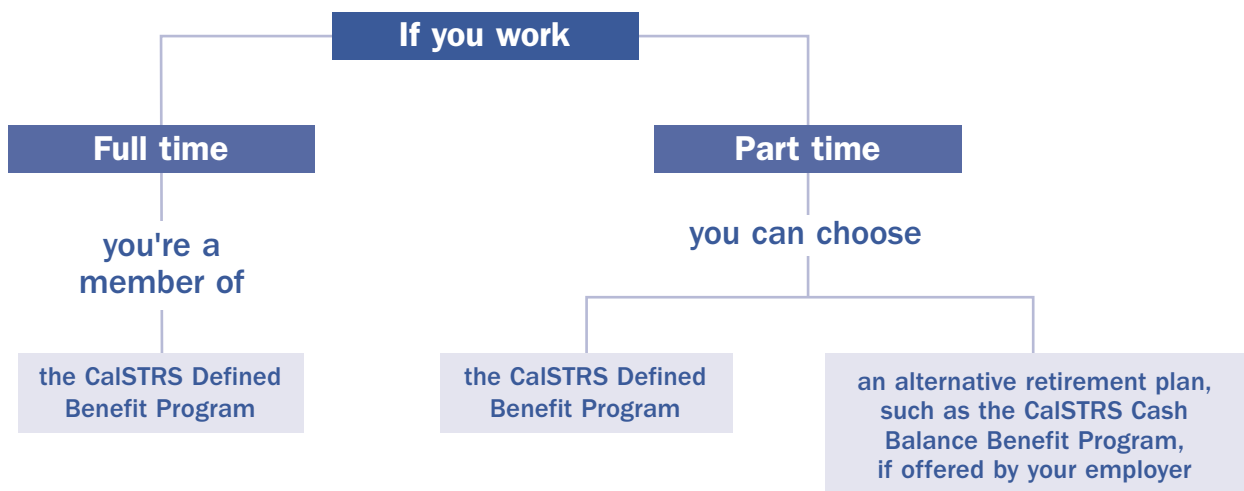 If you work
Full time
Part time
you're a
member of
you can choose
the CalSTRS Defined
Benefit Program
the CalSTRS Defined
Benefit Program
an alternative retirement plan,
such as the CalSTRS Cash
Balance Benefit Program,
if offered by your employer